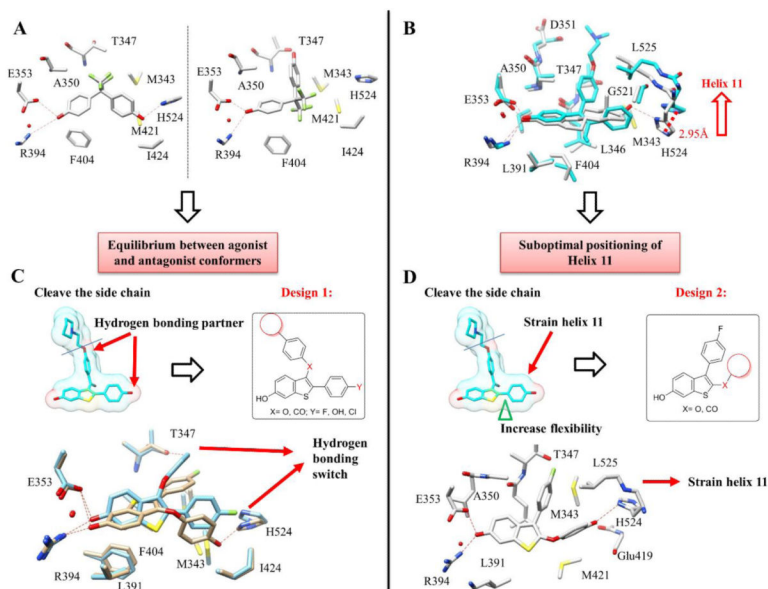 A
T347
E353
A350
M343
H524
M421
R394
F404
I424
T347
A350
E353
M343
H524
M421
R394
F404
I424
Equilibrium between agonist
and antagonist conformers
B
D351
L525
A350
T347
Helix 11
G521
E353
2.95Å
R394
L346
M343
H524
L391
F404
Suboptimal positioning of
Helix 11
C
Cleave the side chain
Design 1:
Hydrogen bonding partner
X
HO
S
Y
X= O, CO; Y= F, OH, Cl
T347
Hydrogen
bonding
switch
E353
H524
F404
R394
M343
I424
L391
D
Cleave the side chain
Design 2:
Strain helix 11
F
X
HO
S
X= O, CO
Increase flexibility
T347
L525
E353
A350
M343
Strain helix 11
H524
Glu419
R394
L391
M421